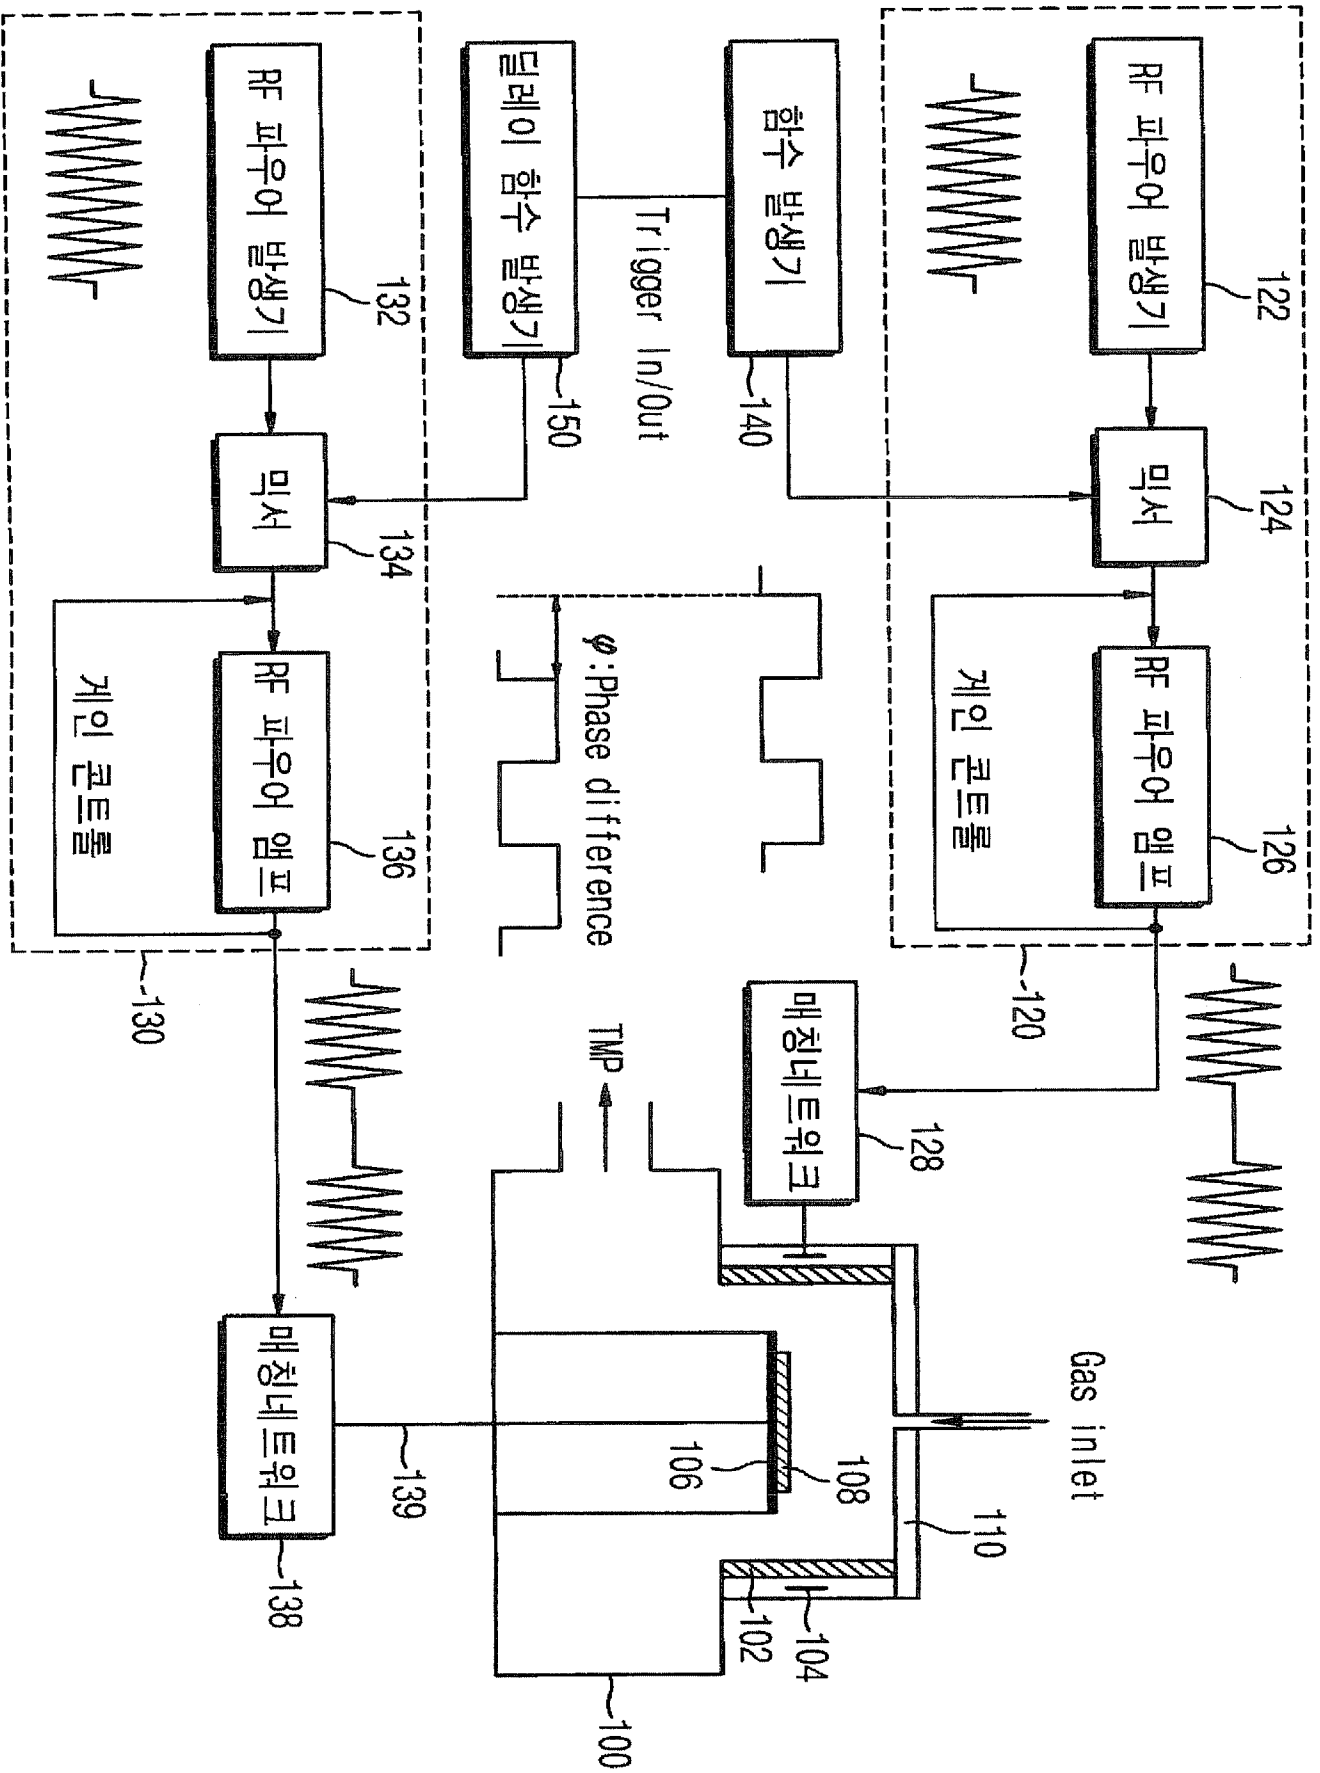 RF 파우어 발생기
122
믹서
124
RF 파우어 앰프
126
게인 콘트롤
120
함수 발생기
140
Trigger In/Out
딜레이 함수 발생기
150
φ:Phase difference
매칭네트워크
128
Gas inlet
110
108
106
104
102
TMP
100
RF 파우어 발생기
132
믹서
134
RF 파우어 앰프
136
게인 콘트롤
130
매칭네트워크
138
139